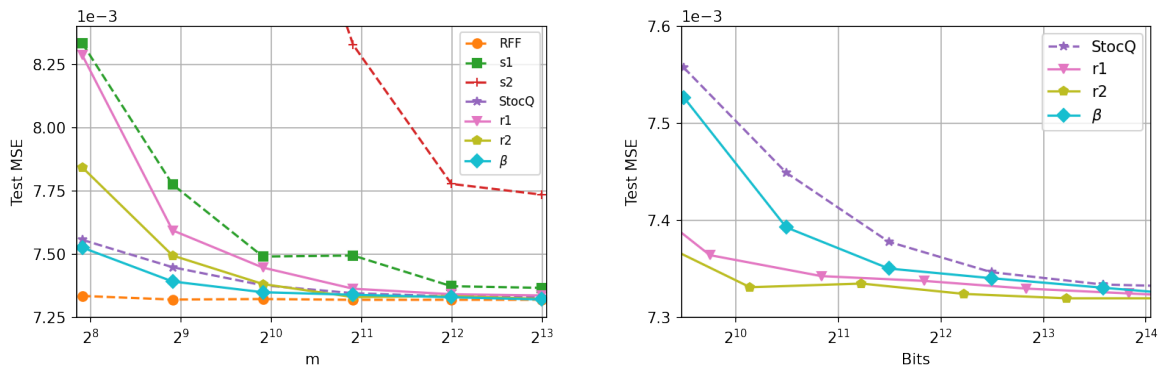 1e−3
8.25
8.00
7.75
7.50
7.25
Test MSE
2^8
2^9
2^10
2^11
2^12
2^13
m
RFF
s1
s2
StocQ
r1
r2
β
1e−3
7.6
7.5
7.4
7.3
Test MSE
2^10
2^11
2^12
2^13
2^14
Bits
StocQ
r1
r2
β